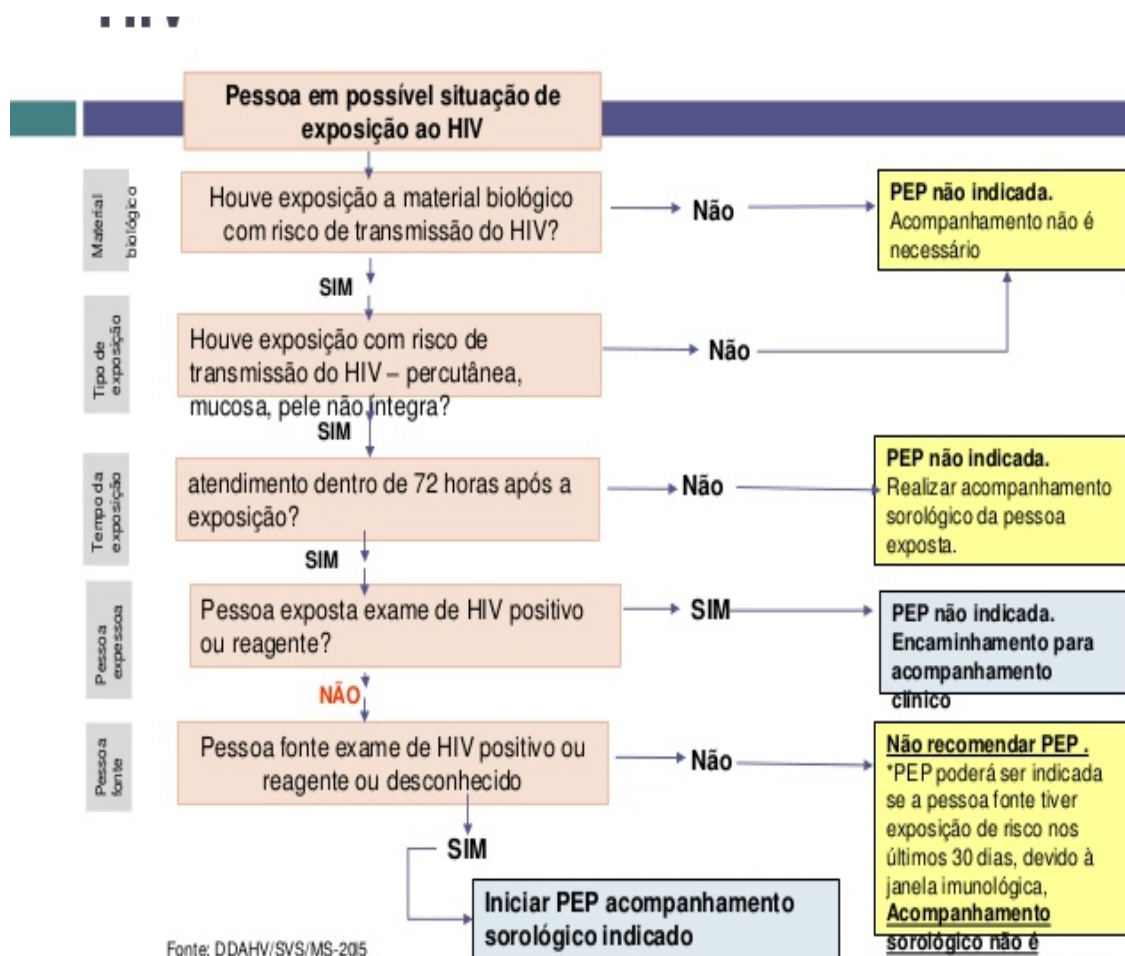 HIV
Pessoa em possível situação de
exposição ao HIV
Material
biológico
Houve exposição a material biológico
com risco de transmissão do HIV?
Não
PEP não indicada.
Acompanhamento não é
necessário
SIM
Tipo de
exposição
Houve exposição com risco de
transmissão do HIV – percutânea,
mucosa, pele não íntegra?
Não
SIM
Tempo da
exposição
atendimento dentro de 72 horas após a
exposição?
Não
PEP não indicada.
Realizar acompanhamento
sorológico da pessoa
exposta.
SIM
Pessoa
expessoa
Pessoa exposta exame de HIV positivo
ou reagente?
SIM
PEP não indicada.
Encaminhamento para
acompanhamento
clínico
NÃO
Pessoa
fonte
Pessoa fonte exame de HIV positivo ou
reagente ou desconhecido
Não
Não recomendar PEP .
*PEP poderá ser indicada
se a pessoa fonte tiver
exposição de risco nos
últimos 30 dias, devido à
janela imunológica,
Acompanhamento
sorológico não é
SIM
Iniciar PEP acompanhamento
sorológico indicado
Fonte: DDAHV/SVS/MS-2015